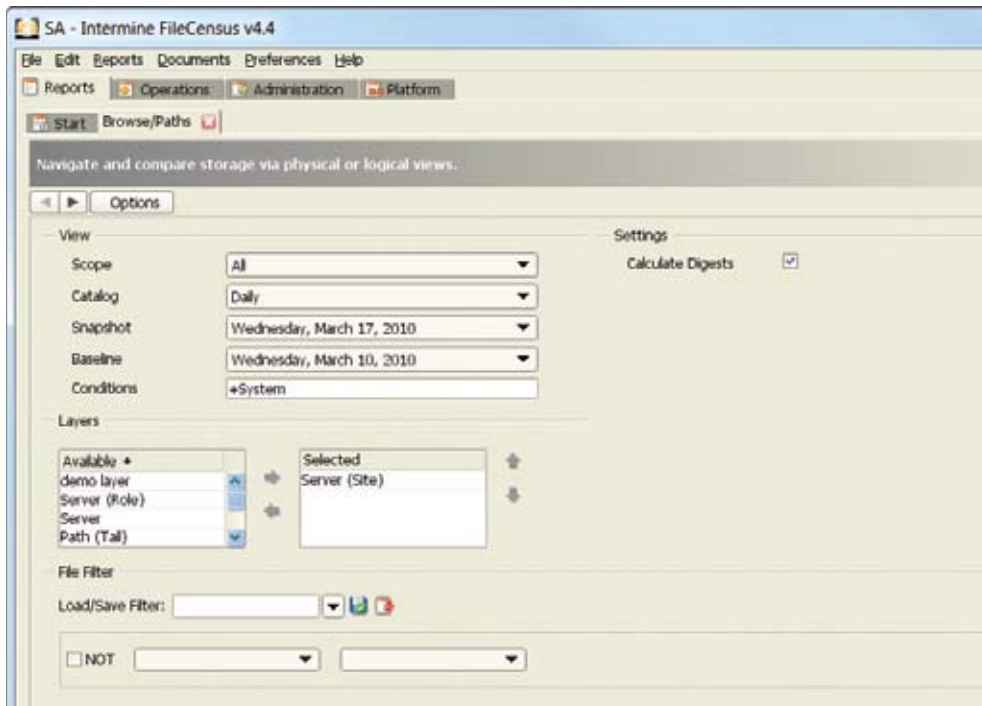 SA - Intermine FileCensus v4.4
File Edit Reports Documents Preferences Help
Reports Operations Administration Platform
Start Browse/Paths
Navigate and compare storage via physical or logical views.
Options
View Settings
Scope All Calculate Digests
Catalog Daily
Snapshot Wednesday, March 17, 2010
Baseline Wednesday, March 10, 2010
Conditions +System
Layers
Available Selected
demo layer Server (Site)
Server (Role)
Server
Path (Tail)
File Filter
Load/Save Filter:
NOT